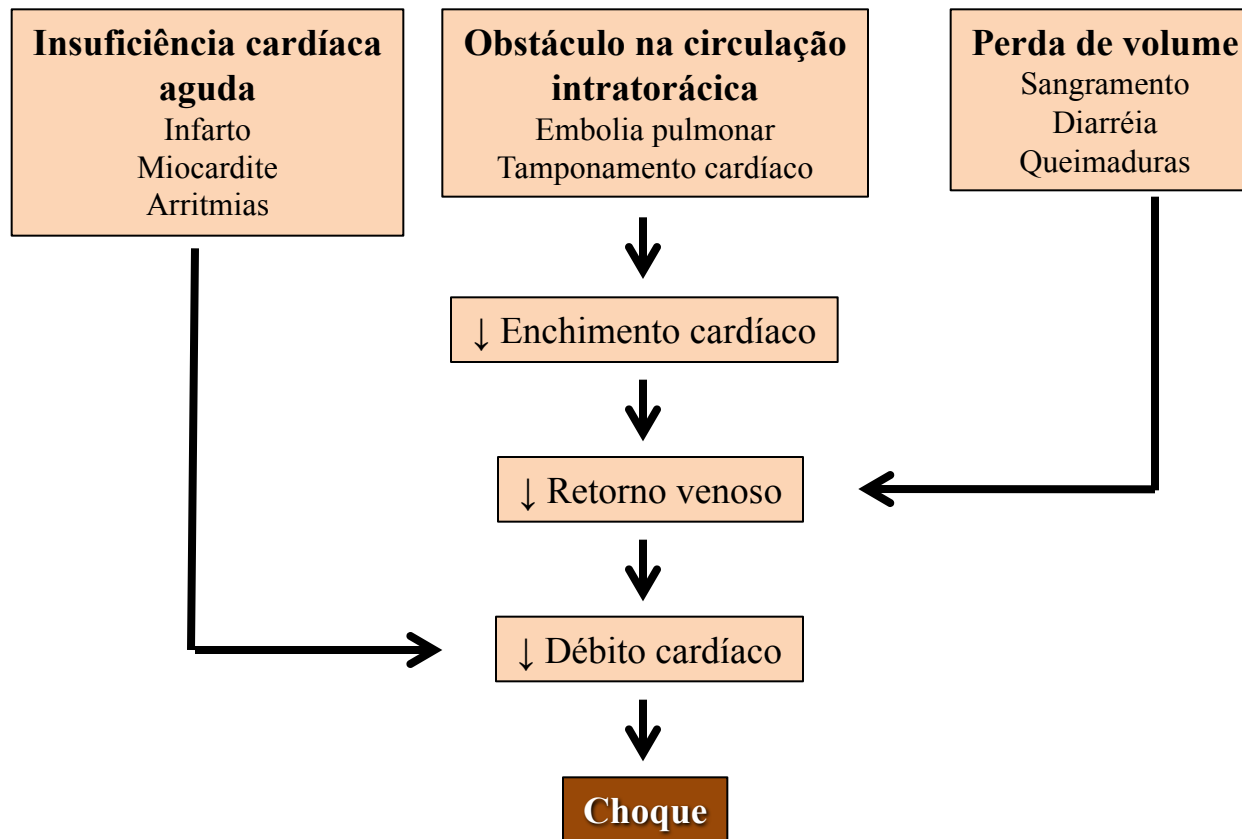 Insuficiência cardíaca
aguda
Infarto
Miocardite
Arritmias
Obstáculo na circulação
intratorácica
Embolia pulmonar
Tamponamento cardíaco
Perda de volume
Sangramento
Diarréia
Queimaduras
↓ Enchimento cardíaco
↓ Retorno venoso
↓ Débito cardíaco
Choque